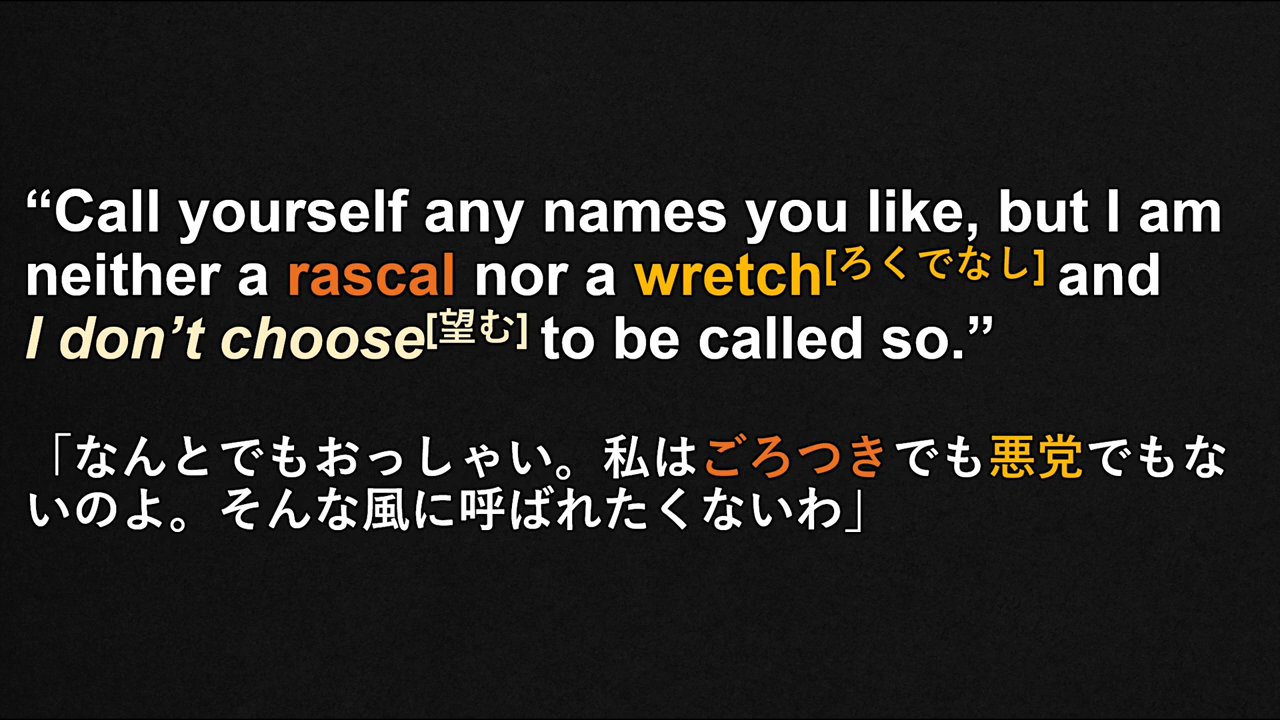 “Call yourself any names you like, but I am
neither a rascal nor a wretch[ろくでなし] and
I don’t choose[望む] to be called so.”
「なんとでもおっしゃい。私はごろつきでも悪党でもな
いのよ。そんな風に呼ばれたくないわ」